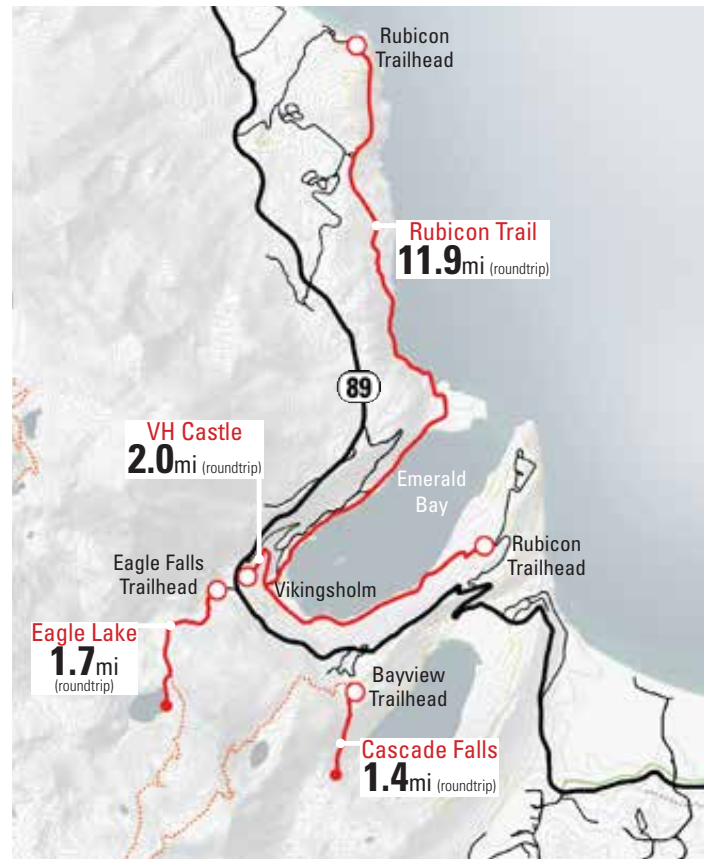 Rubicon
Trailhead
Rubicon Trail
11.9mi (roundtrip)
89
VH Castle
2.0mi (roundtrip)
Emerald
Bay
Eagle Falls
Trailhead
Vikingsholm
Rubicon
Trailhead
Eagle Lake
1.7mi
(roundtrip)
Bayview
Trailhead
Cascade Falls
1.4mi (roundtrip)